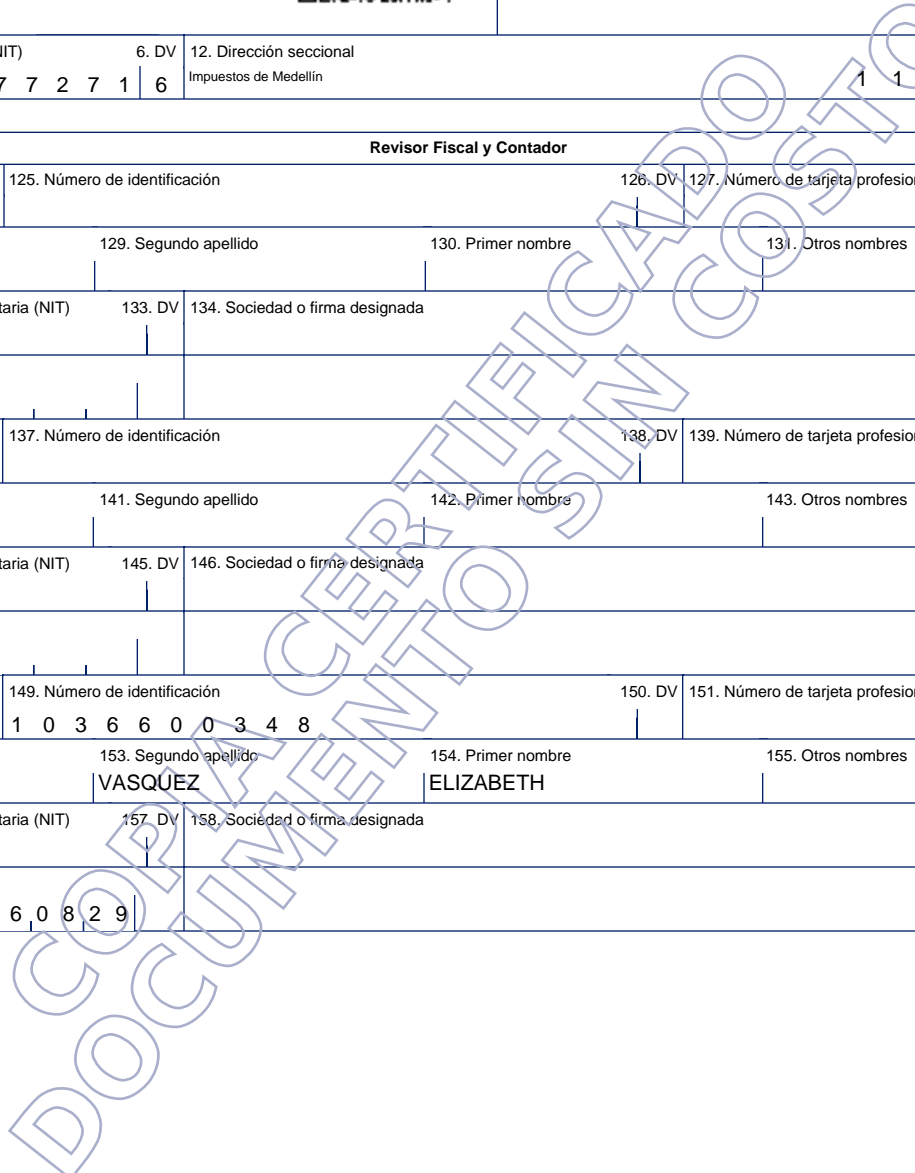 NIT) 6. DV 12. Dirección seccional
7 7 2 7 1 6 Impuestos de Medellín 1 1
Revisor Fiscal y Contador
125. Número de identificación 126. DV 127. Número de tarjeta profesion
129. Segundo apellido 130. Primer nombre 131. Otros nombres
taria (NIT) 133. DV 134. Sociedad o firma designada
137. Número de identificación 138. DV 139. Número de tarjeta profesion
141. Segundo apellido 142. Primer nombre 143. Otros nombres
taria (NIT) 145. DV 146. Sociedad o firma designada
149. Número de identificación 150. DV 151. Número de tarjeta profesion
1 0 3 6 6 0 0 3 4 8
153. Segundo apellido 154. Primer nombre 155. Otros nombres
VASQUEZ ELIZABETH
taria (NIT) 157. DV 158. Sociedad o firma designada
6 0 8 2 9
COPIA CERTIFICADO
DOCUMENTO SIN COSTO